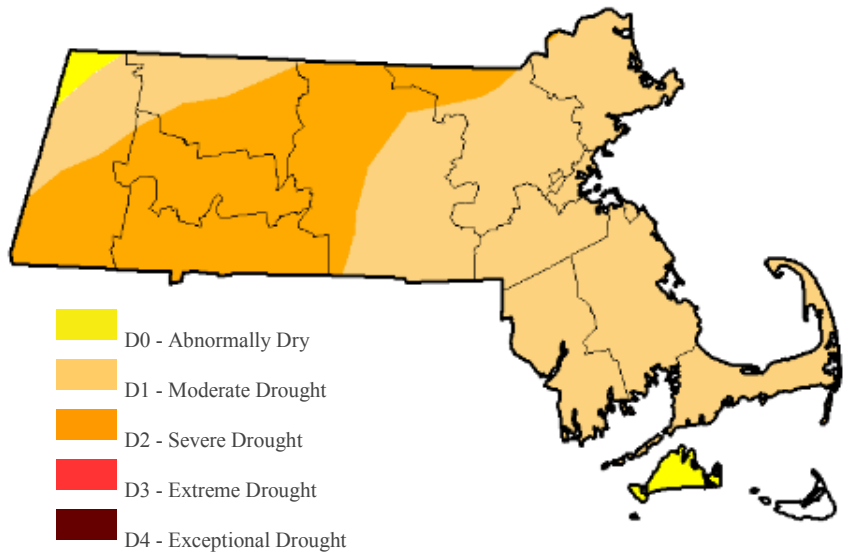 D0 - Abnormally Dry
D1 - Moderate Drought
D2 - Severe Drought
D3 - Extreme Drought
D4 - Exceptional Drought